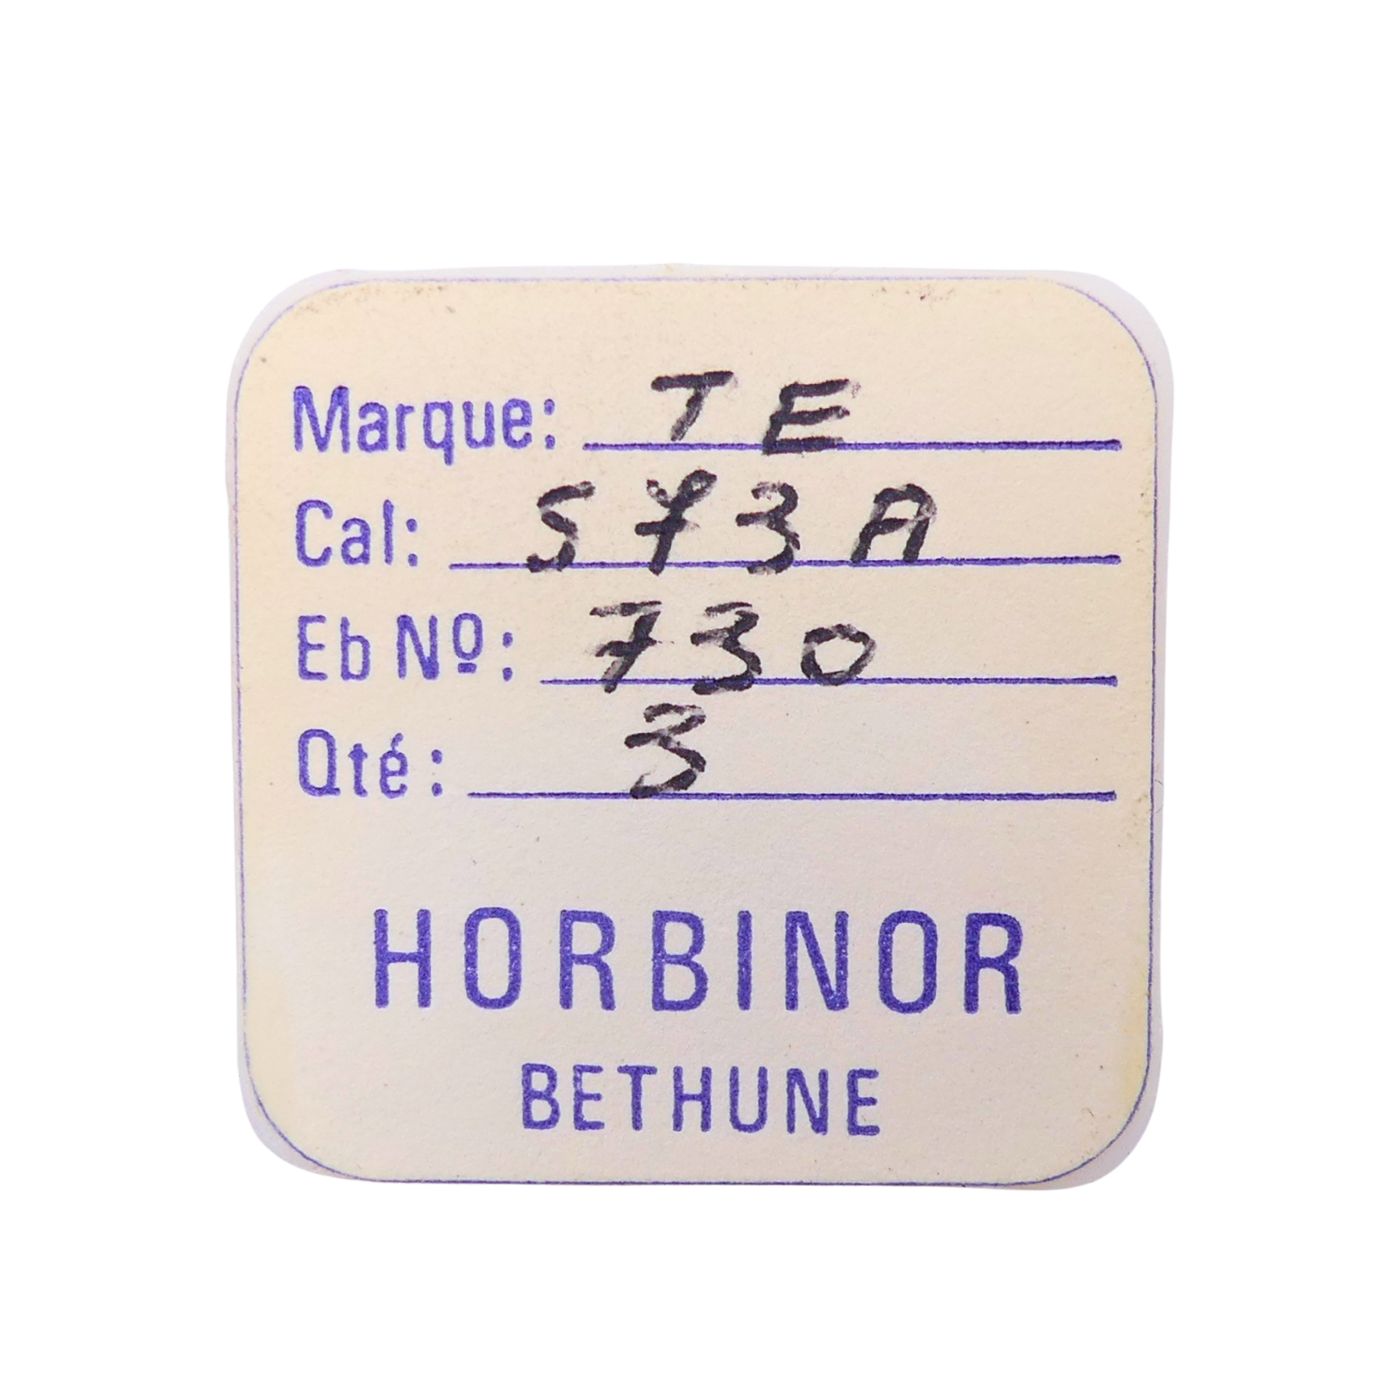 Marque: TE
Cal: 573A
Eb Nº: 730
Qté: 3
HORBINOR
BETHUNE